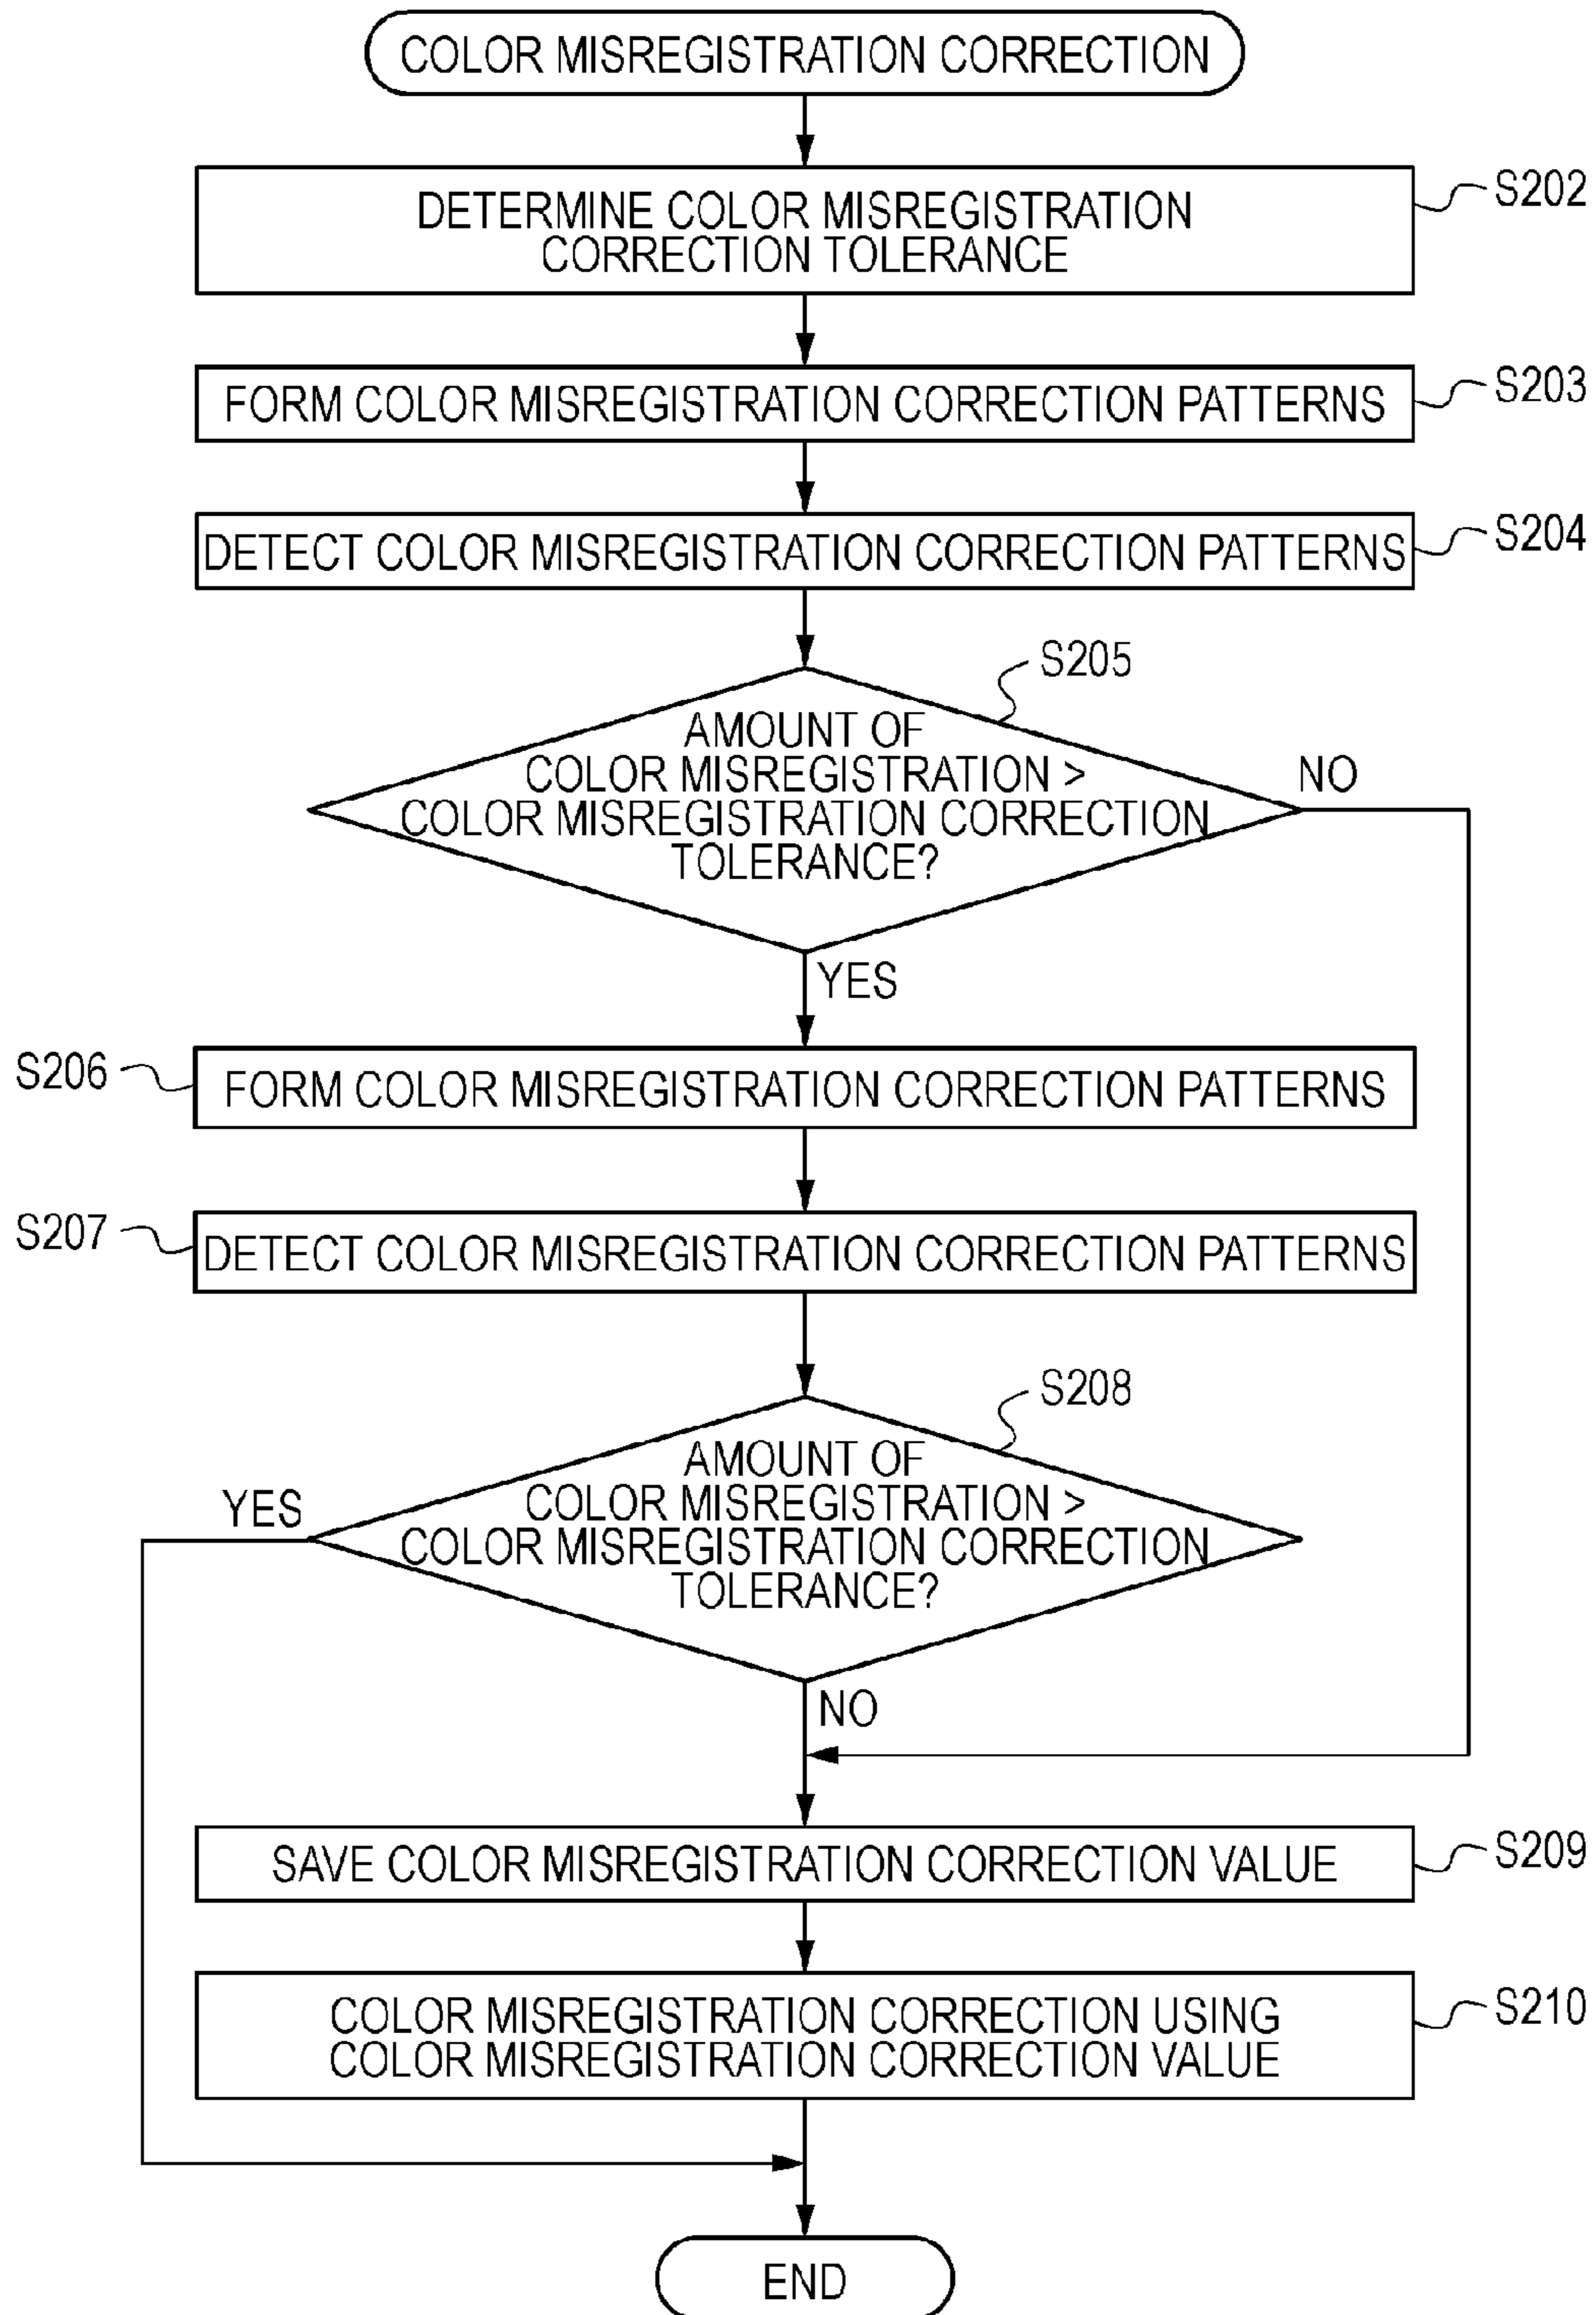 COLOR MISREGISTRATION CORRECTION
DETERMINE COLOR MISREGISTRATION
CORRECTION TOLERANCE
S202
FORM COLOR MISREGISTRATION CORRECTION PATTERNS
S203
DETECT COLOR MISREGISTRATION CORRECTION PATTERNS
S204
S205
AMOUNT OF
COLOR MISREGISTRATION >
COLOR MISREGISTRATION CORRECTION
TOLERANCE?
NO
YES
S206
FORM COLOR MISREGISTRATION CORRECTION PATTERNS
S207
DETECT COLOR MISREGISTRATION CORRECTION PATTERNS
S208
AMOUNT OF
COLOR MISREGISTRATION >
COLOR MISREGISTRATION CORRECTION
TOLERANCE?
YES
NO
SAVE COLOR MISREGISTRATION CORRECTION VALUE
S209
COLOR MISREGISTRATION CORRECTION USING
COLOR MISREGISTRATION CORRECTION VALUE
S210
END